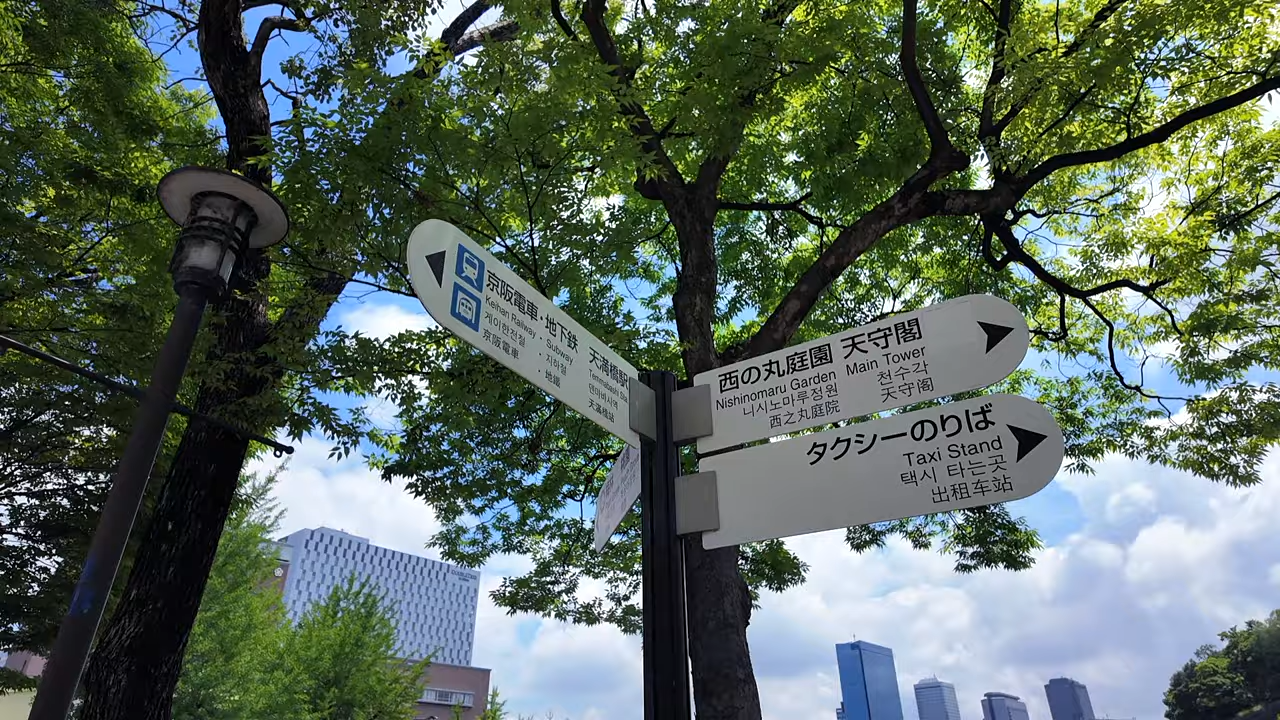 京阪電車・地下鉄 天満橋駅
Keihan Railway ・Subway Temmabashi Sta.
게이한전철 ・지하철 덴마바시역
京阪電車 ・地鐵 天滿橋站
西の丸庭園 天守閣
Nishinomaru Garden Main Tower
니시노마루정원 천수각
西之丸庭院 天守阁
タクシーのりば
Taxi Stand
택시 타는곳
出租车站